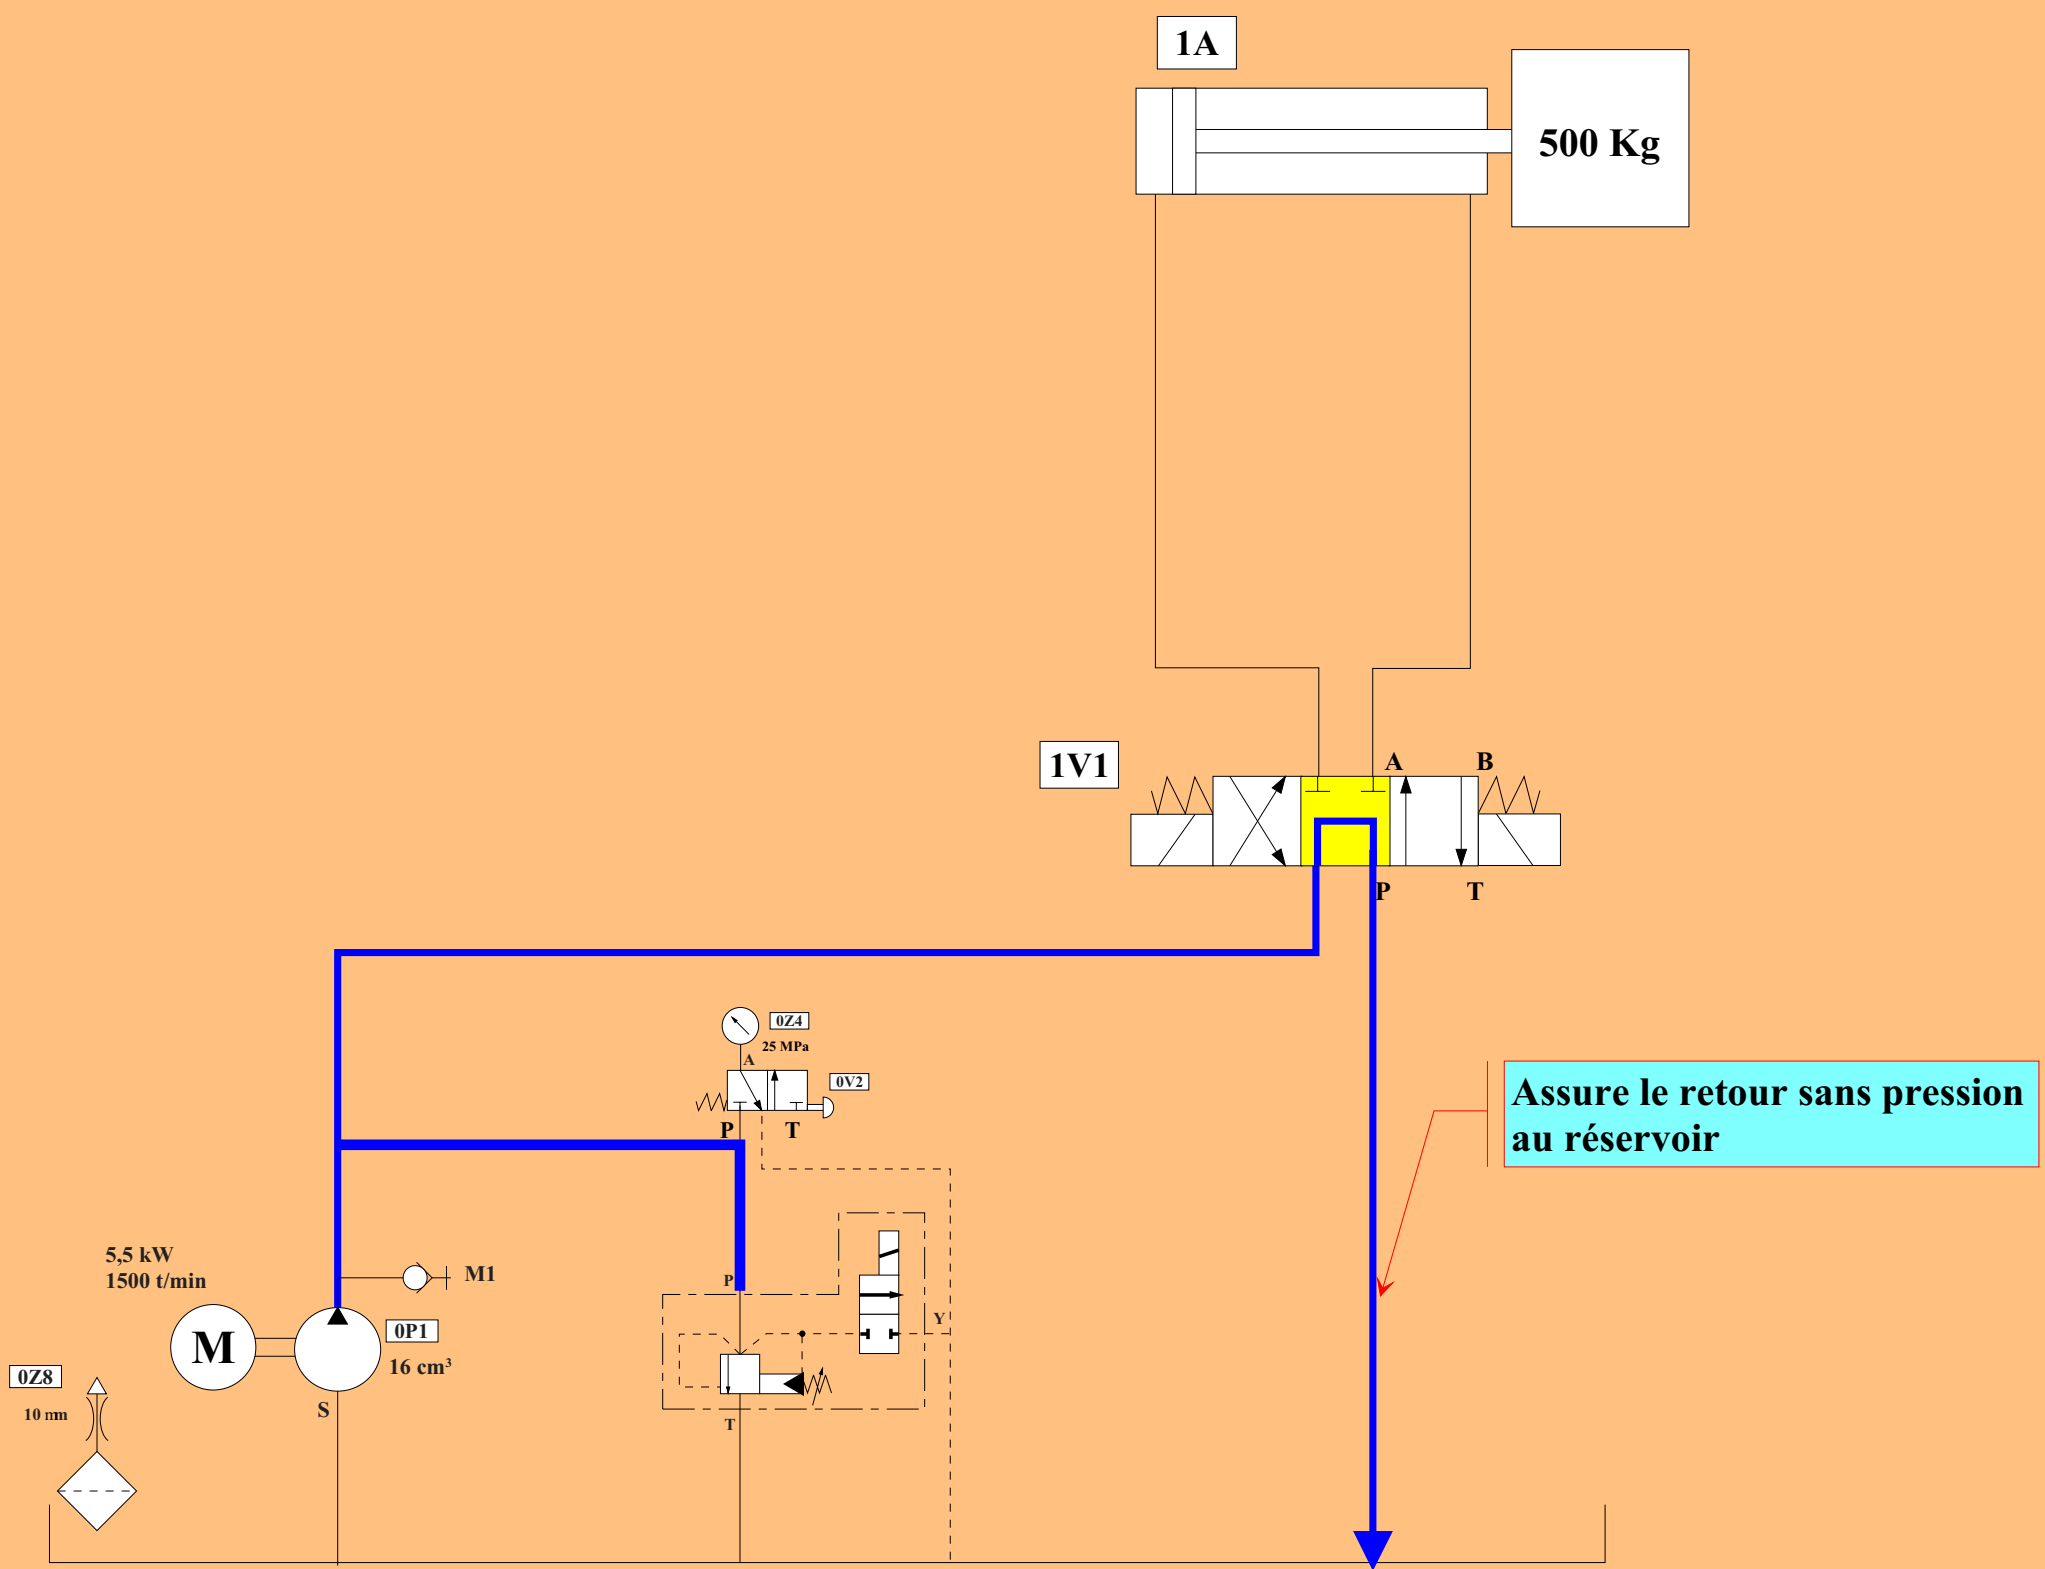 1A
500 Kg
1V1
A
B
P
T
0Z4
25 MPa
A
0V2
P
T
Assure le retour sans pression
au réservoir
5,5 kW
1500 t/min
M1
P
Y
M
0P1
16 cm³
0Z8
10 nm
S
T